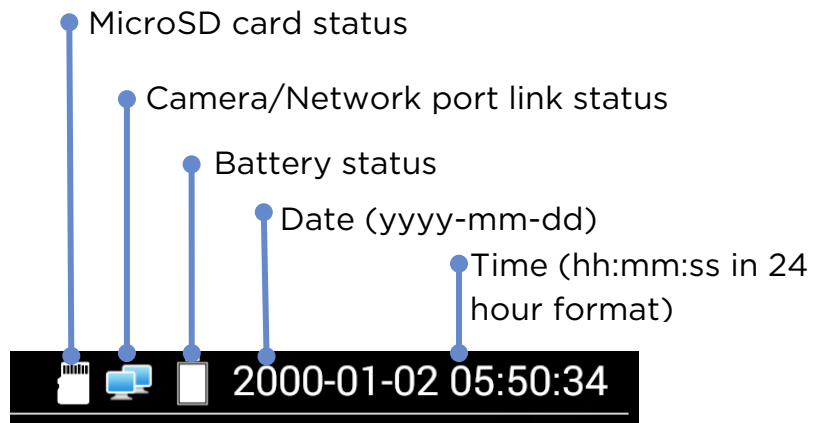 MicroSD card status
Camera/Network port link status
Battery status
Date (yyyy-mm-dd)
Time (hh:mm:ss in 24
hour format)
2000-01-02 05:50:34